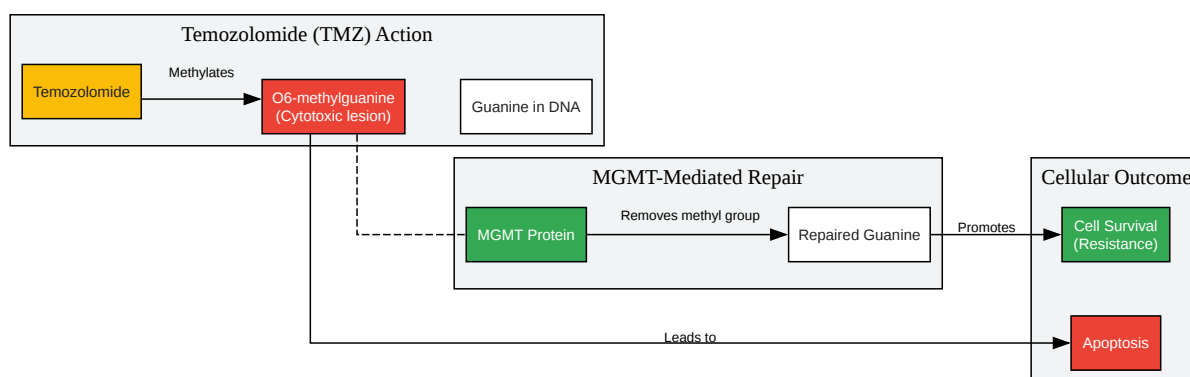 Temozolomide (TMZ) Action
Temozolomide
Methylates
O6-methylguanine
(Cytotoxic lesion)
Guanine in DNA
MGMT-Mediated Repair
MGMT Protein
Removes methyl group
Repaired Guanine
Promotes
Cellular Outcome
Cell Survival
(Resistance)
Leads to
Apoptosis